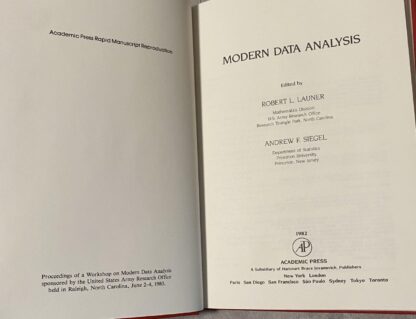 Academic Press Rapid Manuscript Reproduction
Proceedings of a Workshop on Modern Data Analysis
sponsored by the United States Army Research Office
held in Raleigh, North Carolina, June 2-4, 1980.
MODERN DATA ANALYSIS
Edited by
ROBERT L. LAUNER
Mathematics Division
U.S. Army Research Office
Research Triangle Park, North Carolina
ANDREW F. SIEGEL
Department of Statistics
Princeton University
Princeton, New Jersey
1982
AP
ACADEMIC PRESS
A Subsidiary of Harcourt Brace Jovanovich, Publishers
New York London
Paris San Diego San Francisco São Paulo Sydney Tokyo Toronto